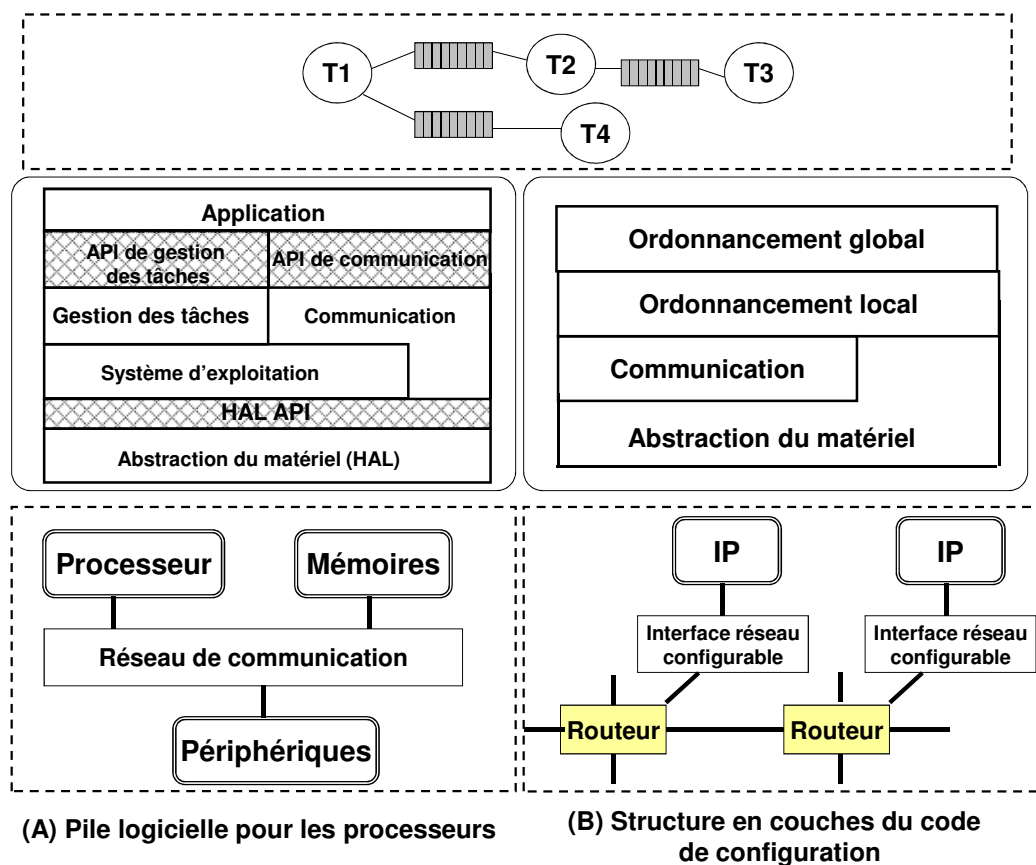 T1
T2
T3
T4
Application
API de gestion
des tâches
API de communication
Gestion des tâches
Communication
Système d'exploitation
HAL API
Abstraction du matériel (HAL)
Ordonnancement global
Ordonnancement local
Communication
Abstraction du matériel
Processeur
Mémoires
Réseau de communication
Périphériques
IP
IP
Interface réseau
configurable
Interface réseau
configurable
Routeur
Routeur
(A) Pile logicielle pour les processeurs
(B) Structure en couches du code
de configuration